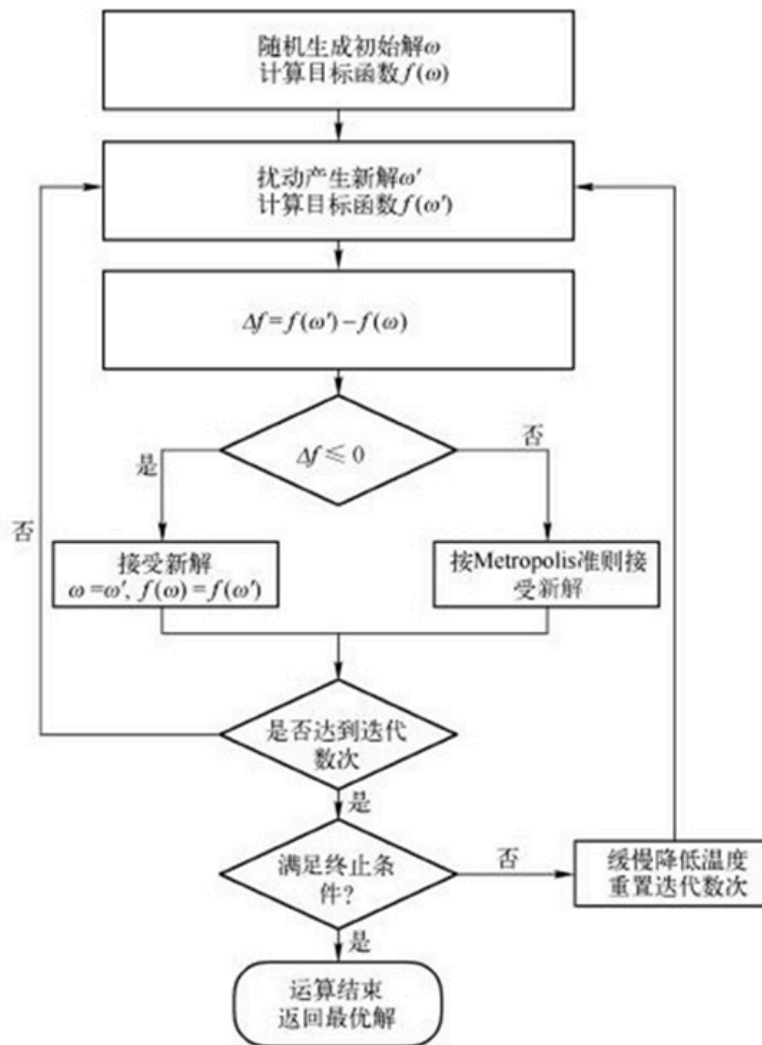 随机生成初始解ω
计算目标函数f(ω)
扰动产生新解ω′
计算目标函数f(ω′)
Δf=f(ω′)−f(ω)
Δf≤0
是
否
接受新解
ω=ω′, f(ω)=f(ω′)
按Metropolis准则接
受新解
否
是否达到迭代
数次
是
满足终止条
件?
否
缓慢降低温度
重置迭代数次
是
运算结束
返回最优解